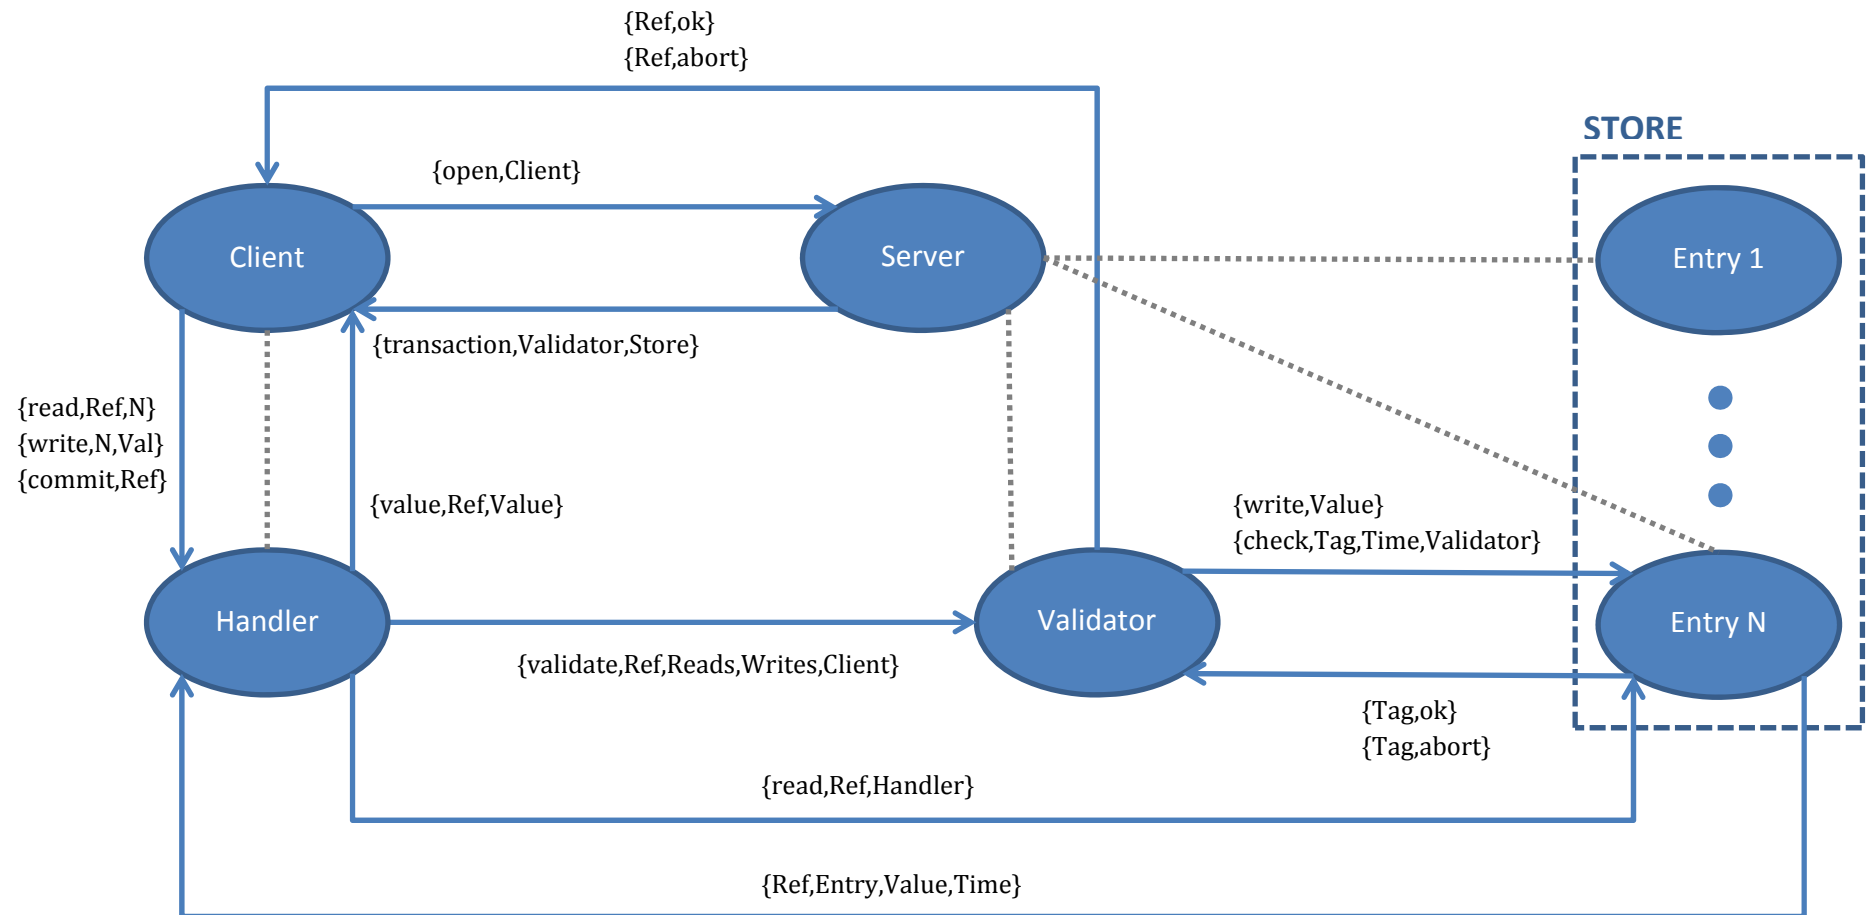 {Ref,ok}
{Ref,abort}
STORE
{open,Client}
Client
Server
Entry 1
{transaction,Validator,Store}
{read,Ref,N}
{write,N,Val}
{commit,Ref}
{value,Ref,Value}
{write,Value}
{check,Tag,Time,Validator}
Handler
Validator
Entry N
{validate,Ref,Reads,Writes,Client}
{Tag,ok}
{Tag,abort}
{read,Ref,Handler}
{Ref,Entry,Value,Time}